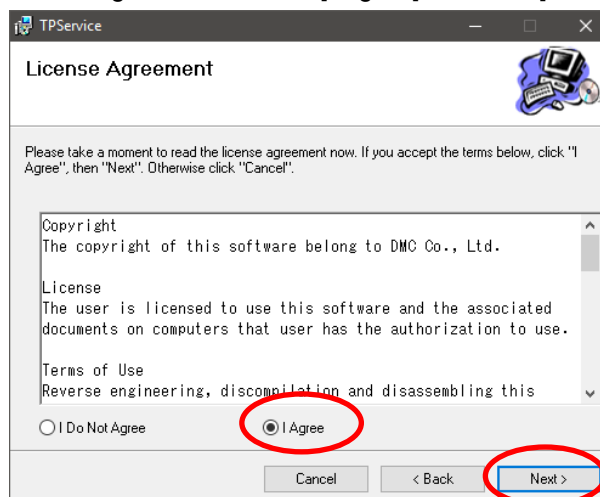 TPService
License Agreement
Please take a moment to read the license agreement now. If you accept the terms below, click "I
Agree", then "Next". Otherwise click "Cancel".
Copyright
The copyright of this software belong to DMC Co., Ltd.
License
The user is licensed to use this software and the associated
documents on computers that user has the authorization to use.
Terms of Use
Reverse engineering, discompilation and disassembling this
I Do Not Agree
I Agree
Cancel
< Back
Next >